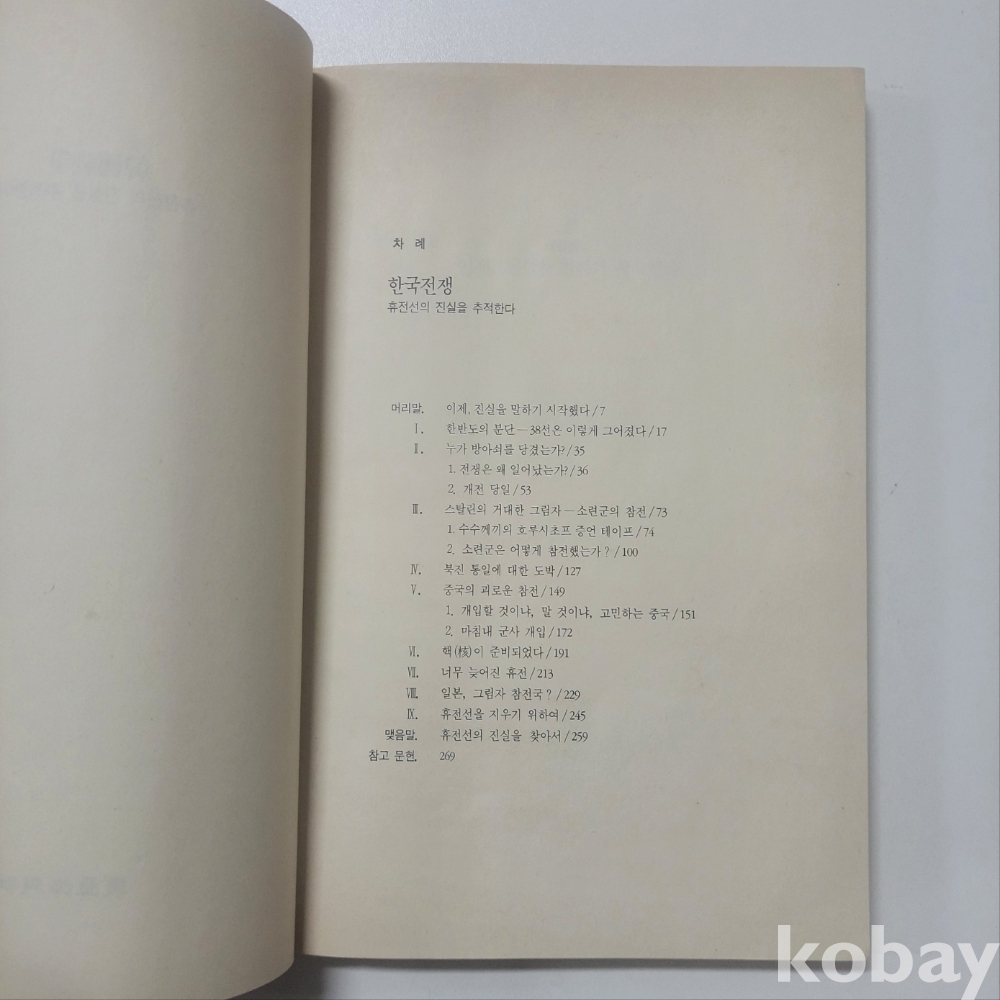 차 례
한국전쟁
휴전선의 진실을 추적한다
머리말. 이제, 진실을 말하기 시작했다/7
Ⅰ. 한반도의 분단—38선은 이렇게 그어졌다/17
Ⅱ. 누가 방아쇠를 당겼는가?/35
1. 전쟁은 왜 일어났는가?/36
2. 개전 당일/53
Ⅲ. 스탈린의 거대한 그림자—소련군의 참전/73
1. 수수께끼의 흐루시초프 증언 테이프/74
2. 소련군은 어떻게 참전했는가?/100
Ⅳ. 북진 통일에 대한 도박/127
Ⅴ. 중국의 괴로운 참전/149
1. 개입할 것이냐, 말 것이냐, 고민하는 중국/151
2. 마침내 군사 개입/172
Ⅵ. 핵(核)이 준비되었다/191
Ⅶ. 너무 늦어진 휴전/213
Ⅷ. 일본, 그림자 참전국?/229
Ⅸ. 휴전선을 지우기 위하여/245
맺음말. 휴전선의 진실을 찾아서/259
참고 문헌. 269
kobay